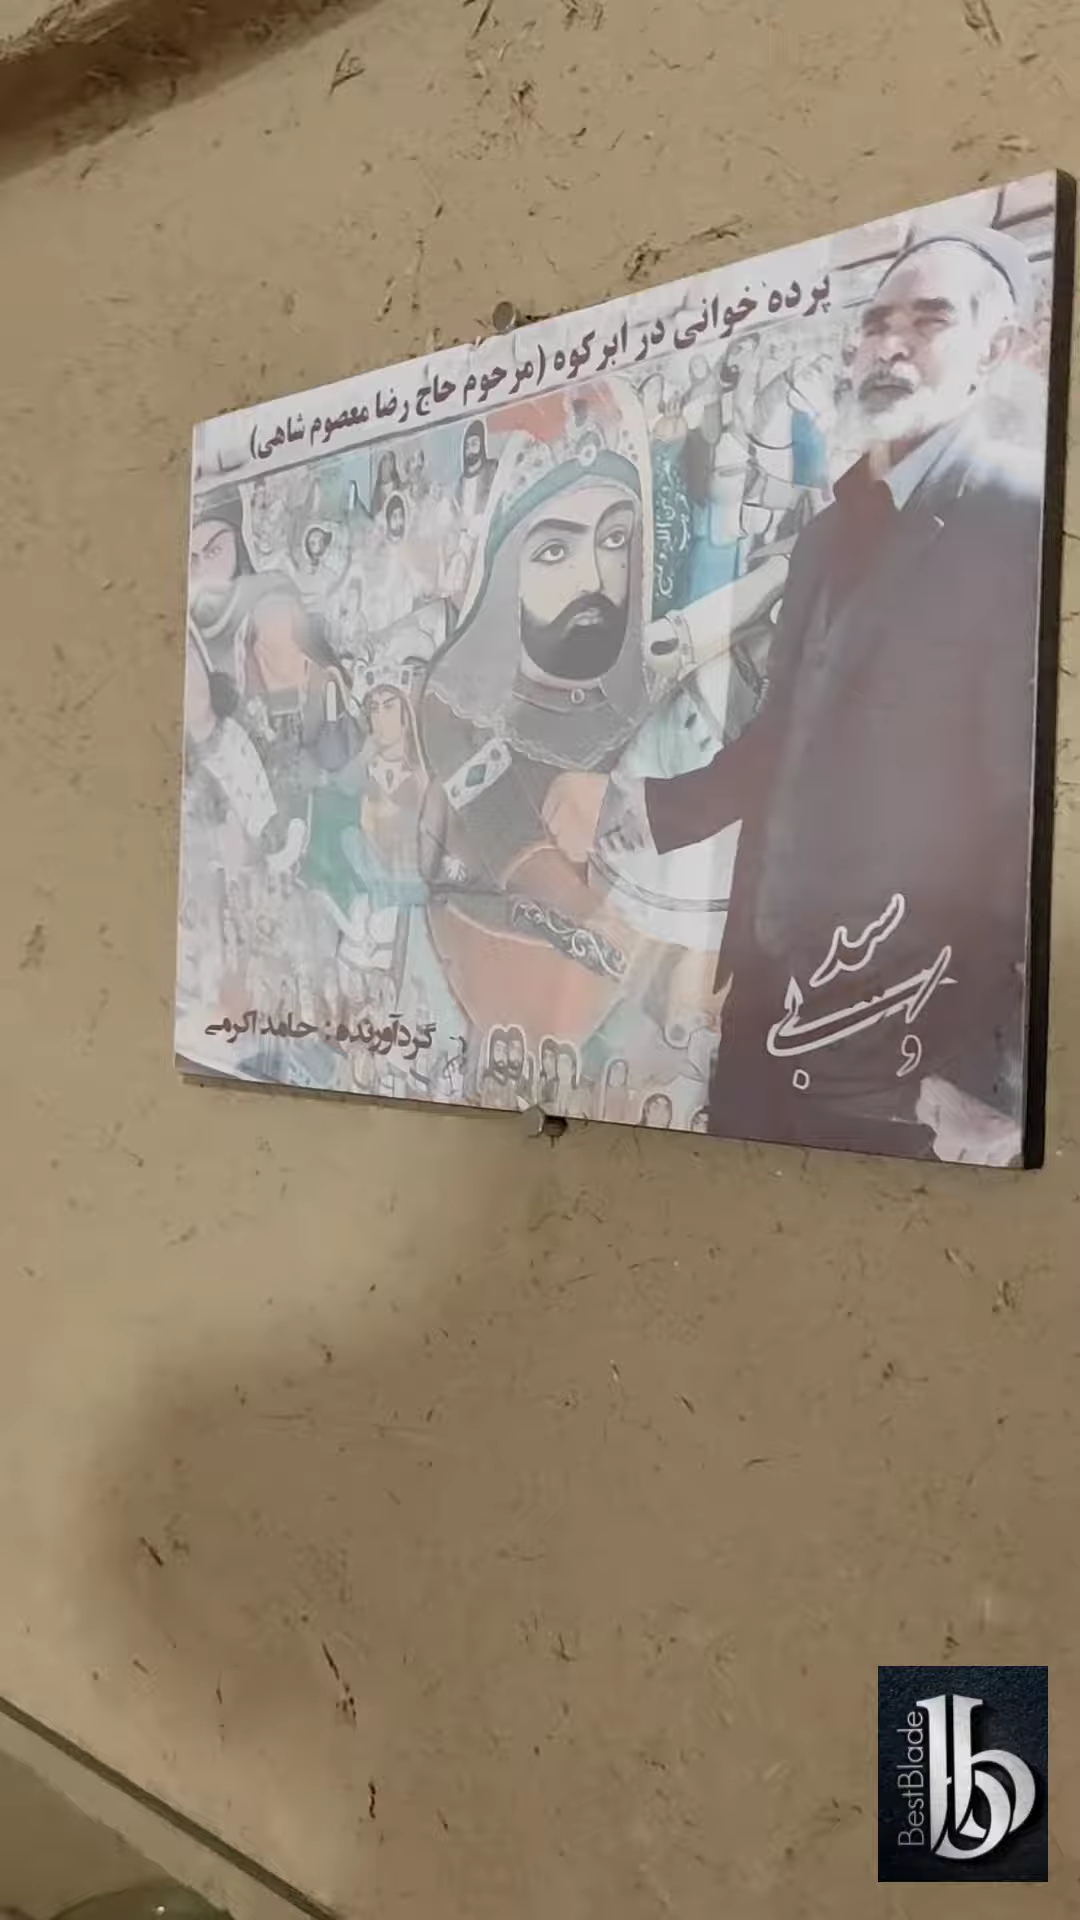 پرده خوانی در ابرکوه (مرحوم حاج رضا معصوم شاهی)
گردآورنده : حامد اکرمی
BestBlade